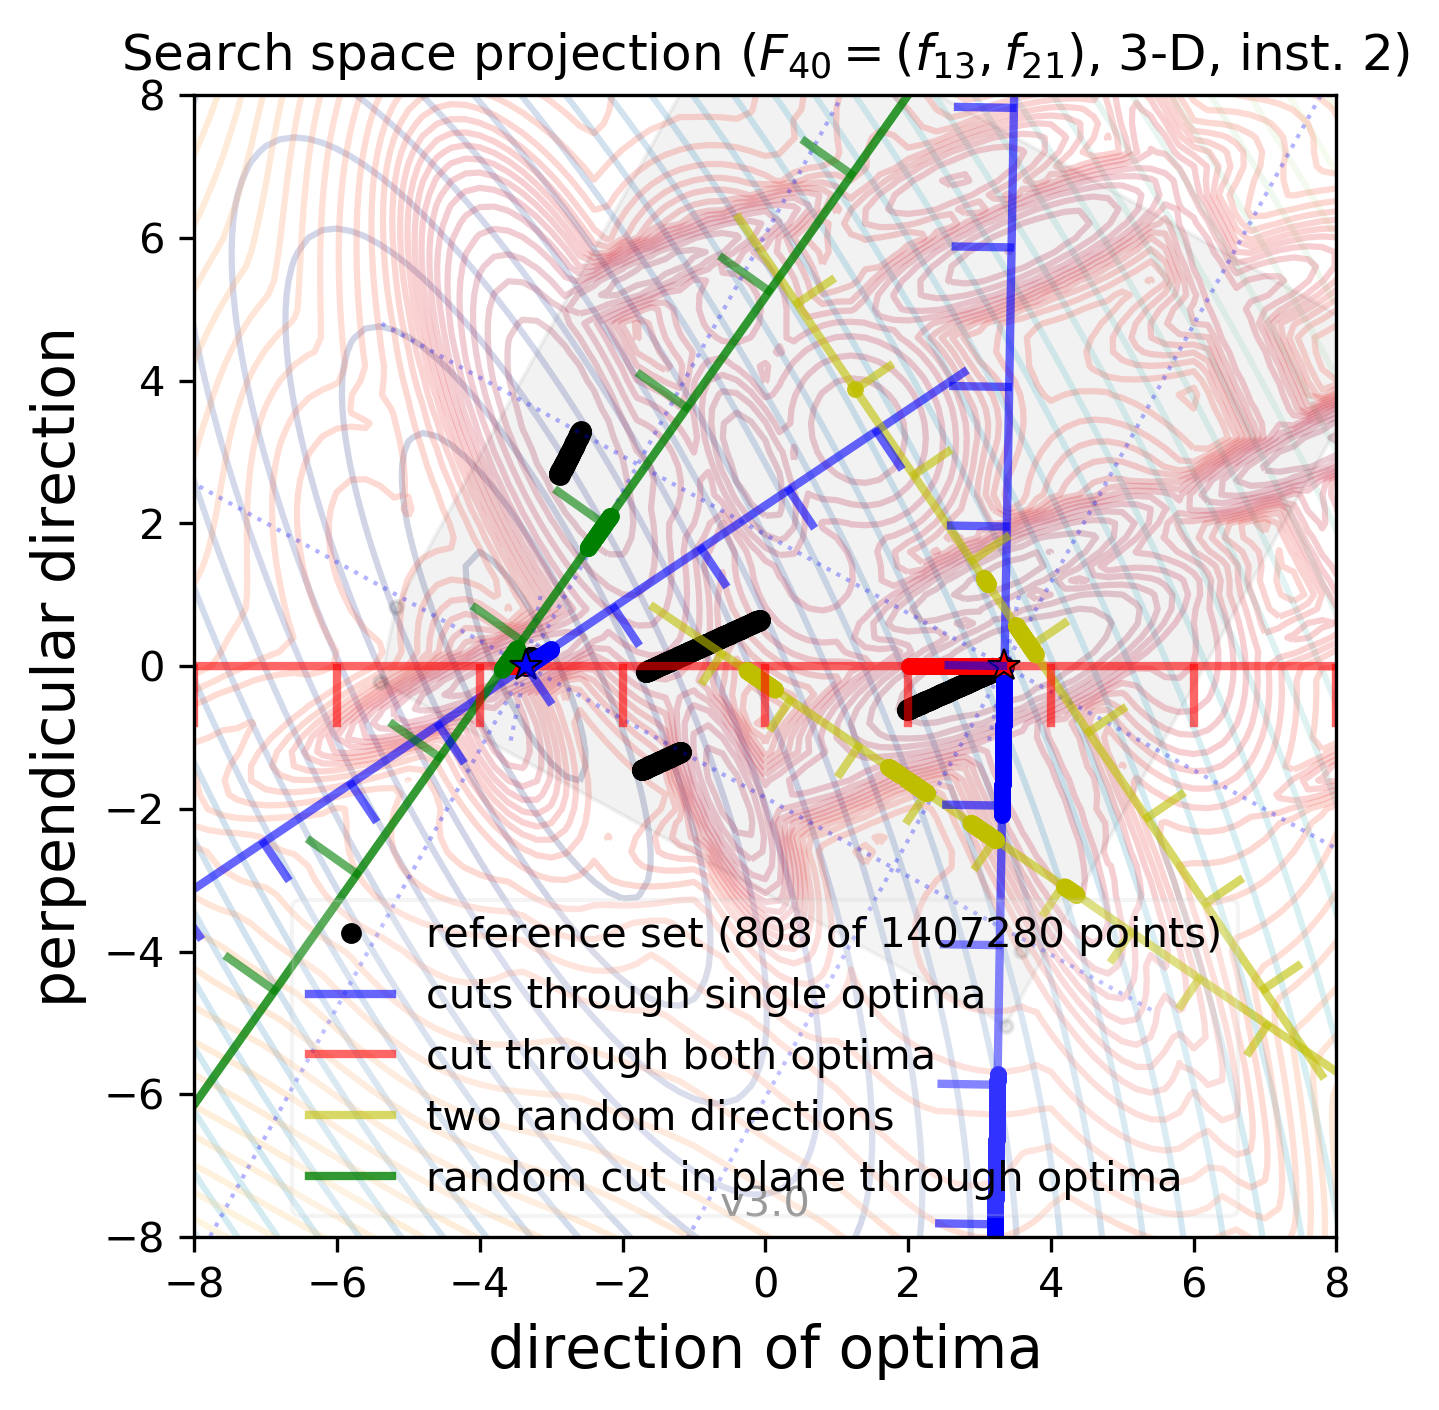 Search space projection (F₄₀ = (f₁₃, f₂₁), 3-D, inst. 2)
perpendicular direction
8
6
4
2
0
−2
−4
−6
−8
reference set (808 of 1407280 points)
cuts through single optima
cut through both optima
two random directions
random cut in plane through optima
v3.0
−8 −6 −4 −2 0 2 4 6 8
direction of optima